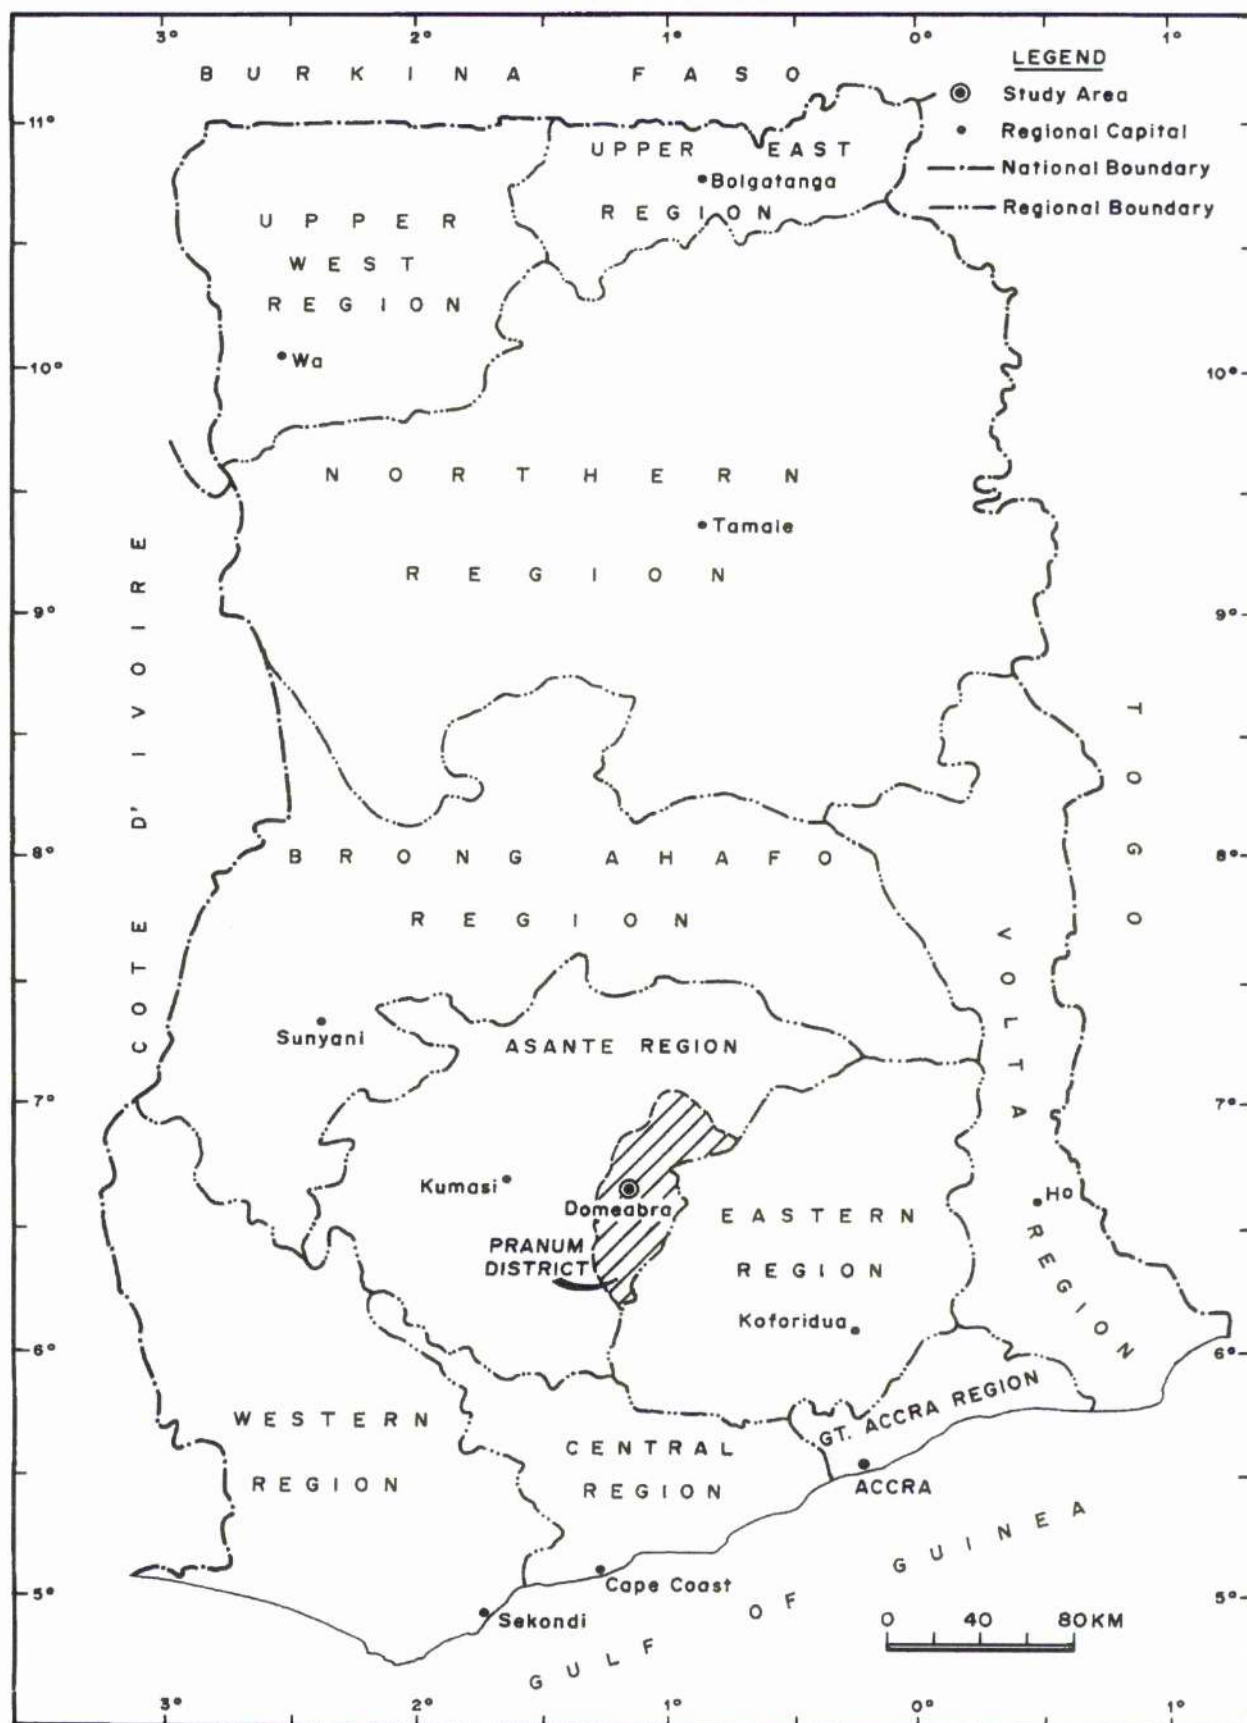 3° 2° 1° 0° 1°
BURKINA FASO
LEGEND
Study Area
Regional Capital
National Boundary
Regional Boundary
11°
UPPER EAST
REGION
Bolgatanga
UPPER
WEST
REGION
Wa
10° 10°
NORTHERN
REGION
Tamale
9° 9°
COTE D'IVOIRE
TOGO
8° 8°
BRONG AHAFO
REGION
Sunyani
ASANTE REGION
VOLTA
REGION
7° 7°
Kumasi
Domeabra
Ho
PRANUM
DISTRICT
EASTERN
REGION
Koforidua
6° 6°
GT. ACCRA REGION
WESTERN
REGION
CENTRAL
REGION
ACCRA
5° 5°
Cape Coast
Sekondi
GULF OF GUINEA
0 40 80KM
3° 2° 1° 0° 1°